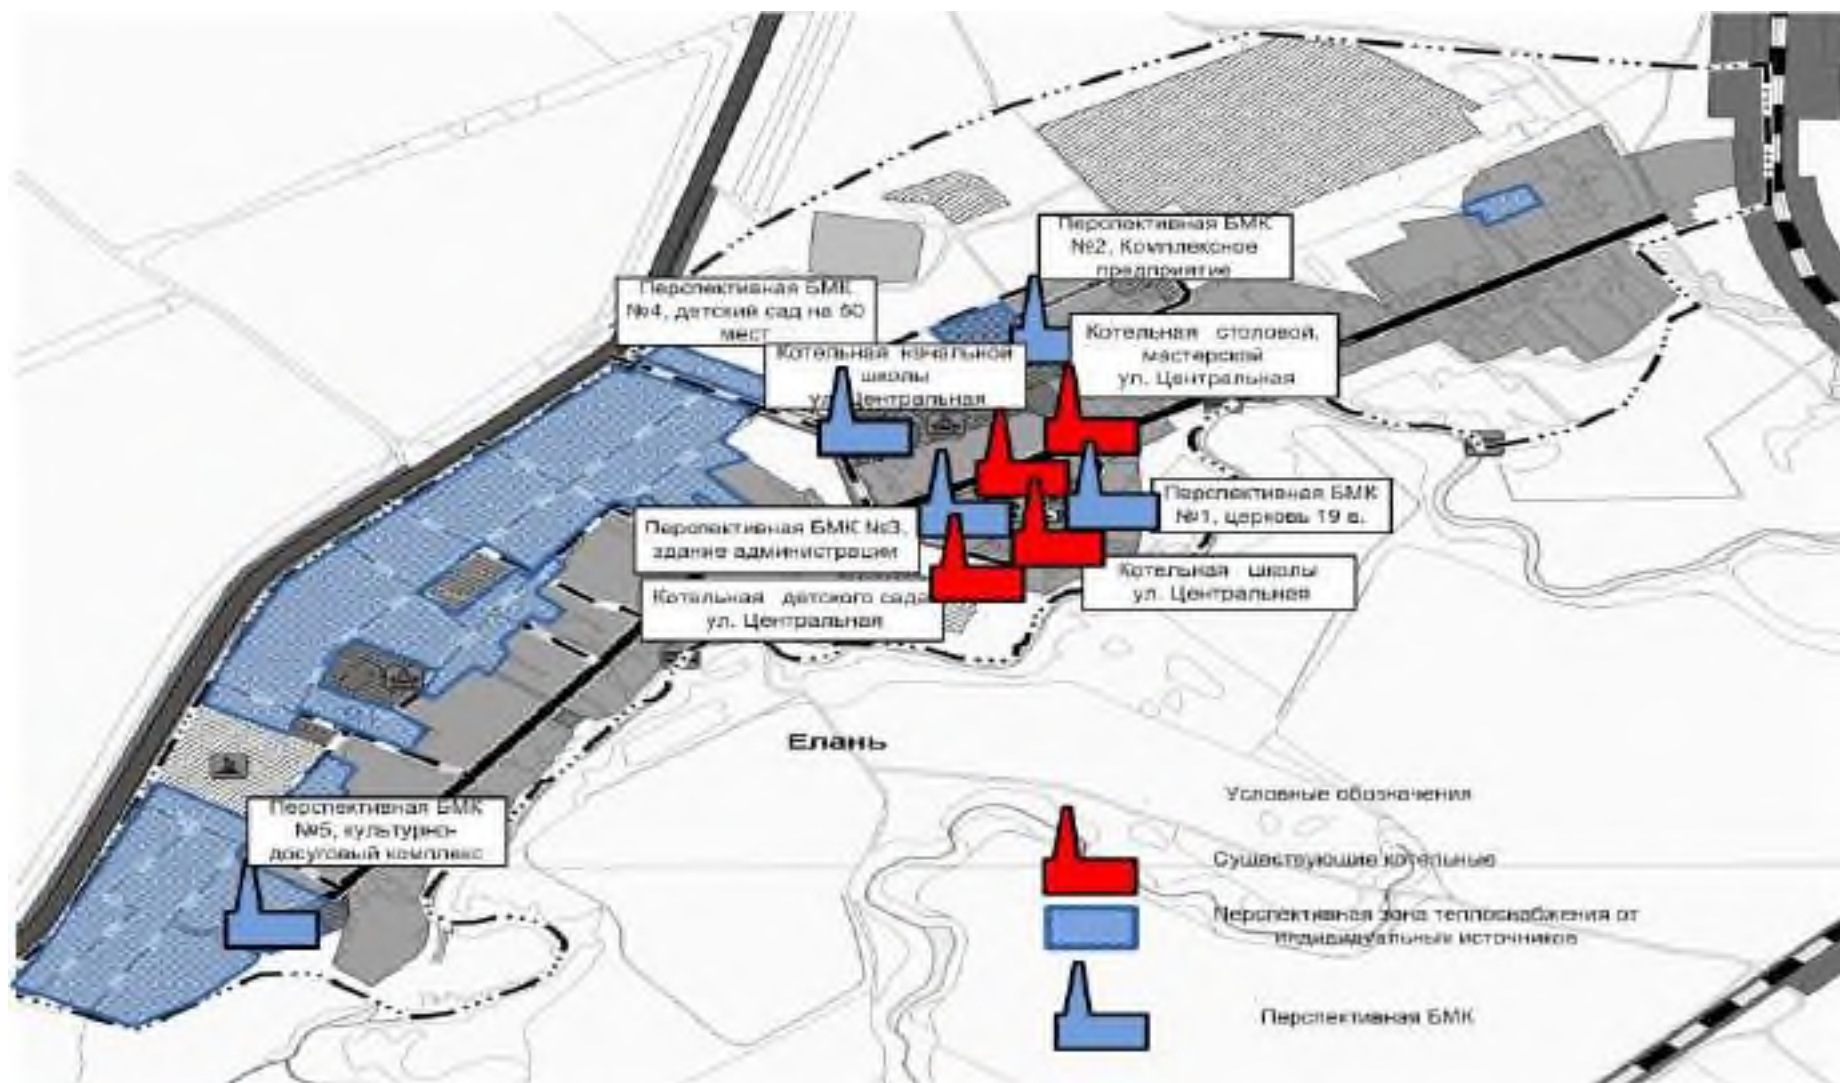 Перспективная БМК
№2, Комплексное
предприятие
Перспективная БМК
№4, детский сад на 60
мест
Котельная начальной
школы
ул. Центральная
Котельная столовой,
мастерской
ул. Центральная
Перспективная БМК
№1, церковь 19 в.
Перспективная БМК №3,
здание администрации
Котельная детского сада
ул. Центральная
Котельная школы
ул. Центральная
Елань
Перспективная БМК
№5, культурно-
досуговый комплекс
Условные обозначения
Существующие котельные
Перспективная зона теплоснабжения от
индивидуальных источников
Перспективная БМК